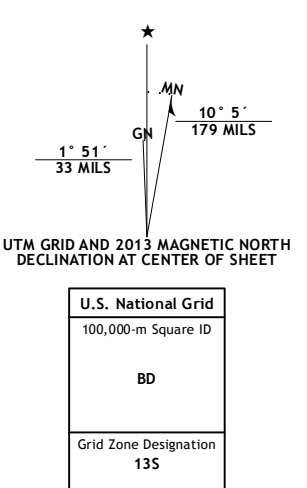 ★
MN
GN
10° 5´
179 MILS
1° 51´
33 MILS
UTM GRID AND 2013 MAGNETIC NORTH
DECLINATION AT CENTER OF SHEET
U.S. National Grid
100,000-m Square ID
BD
Grid Zone Designation
13S